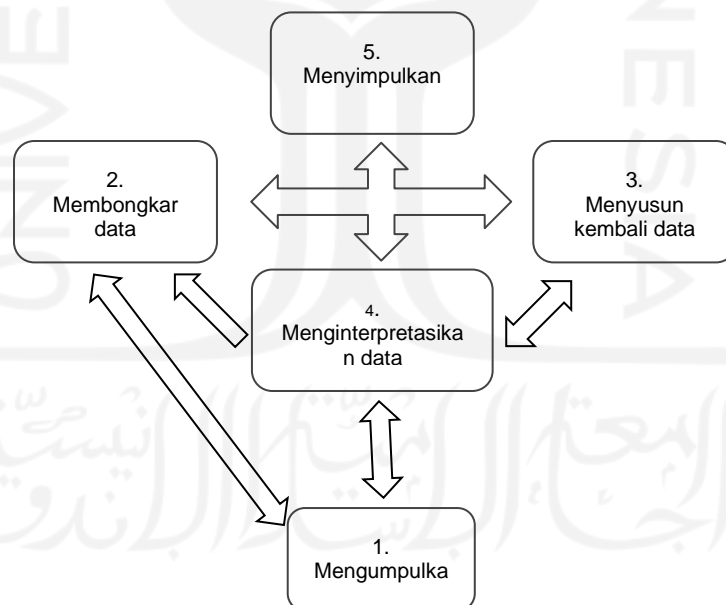 5.
Menyimpulkan
2.
Membongkar
data
3.
Menyusun
kembali data
4.
Menginterpretasika
n data
1.
Mengumpulka